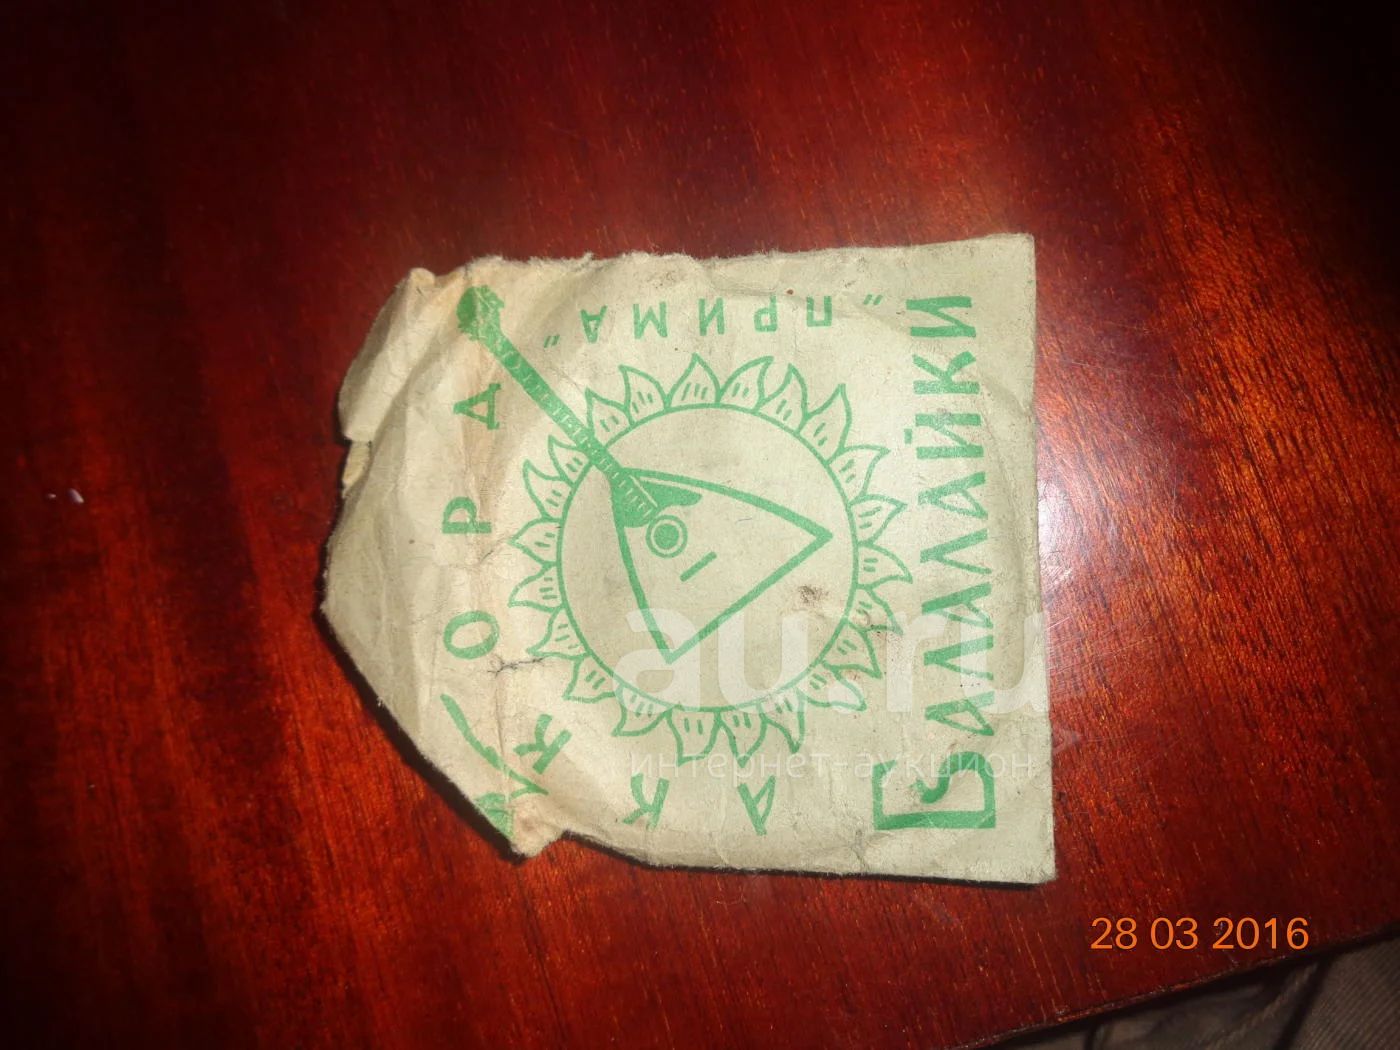 АККОРД
„ПРИМА"
БАЛАЛАЙКИ
au.ru
интернет-аукцион
28 03 2016